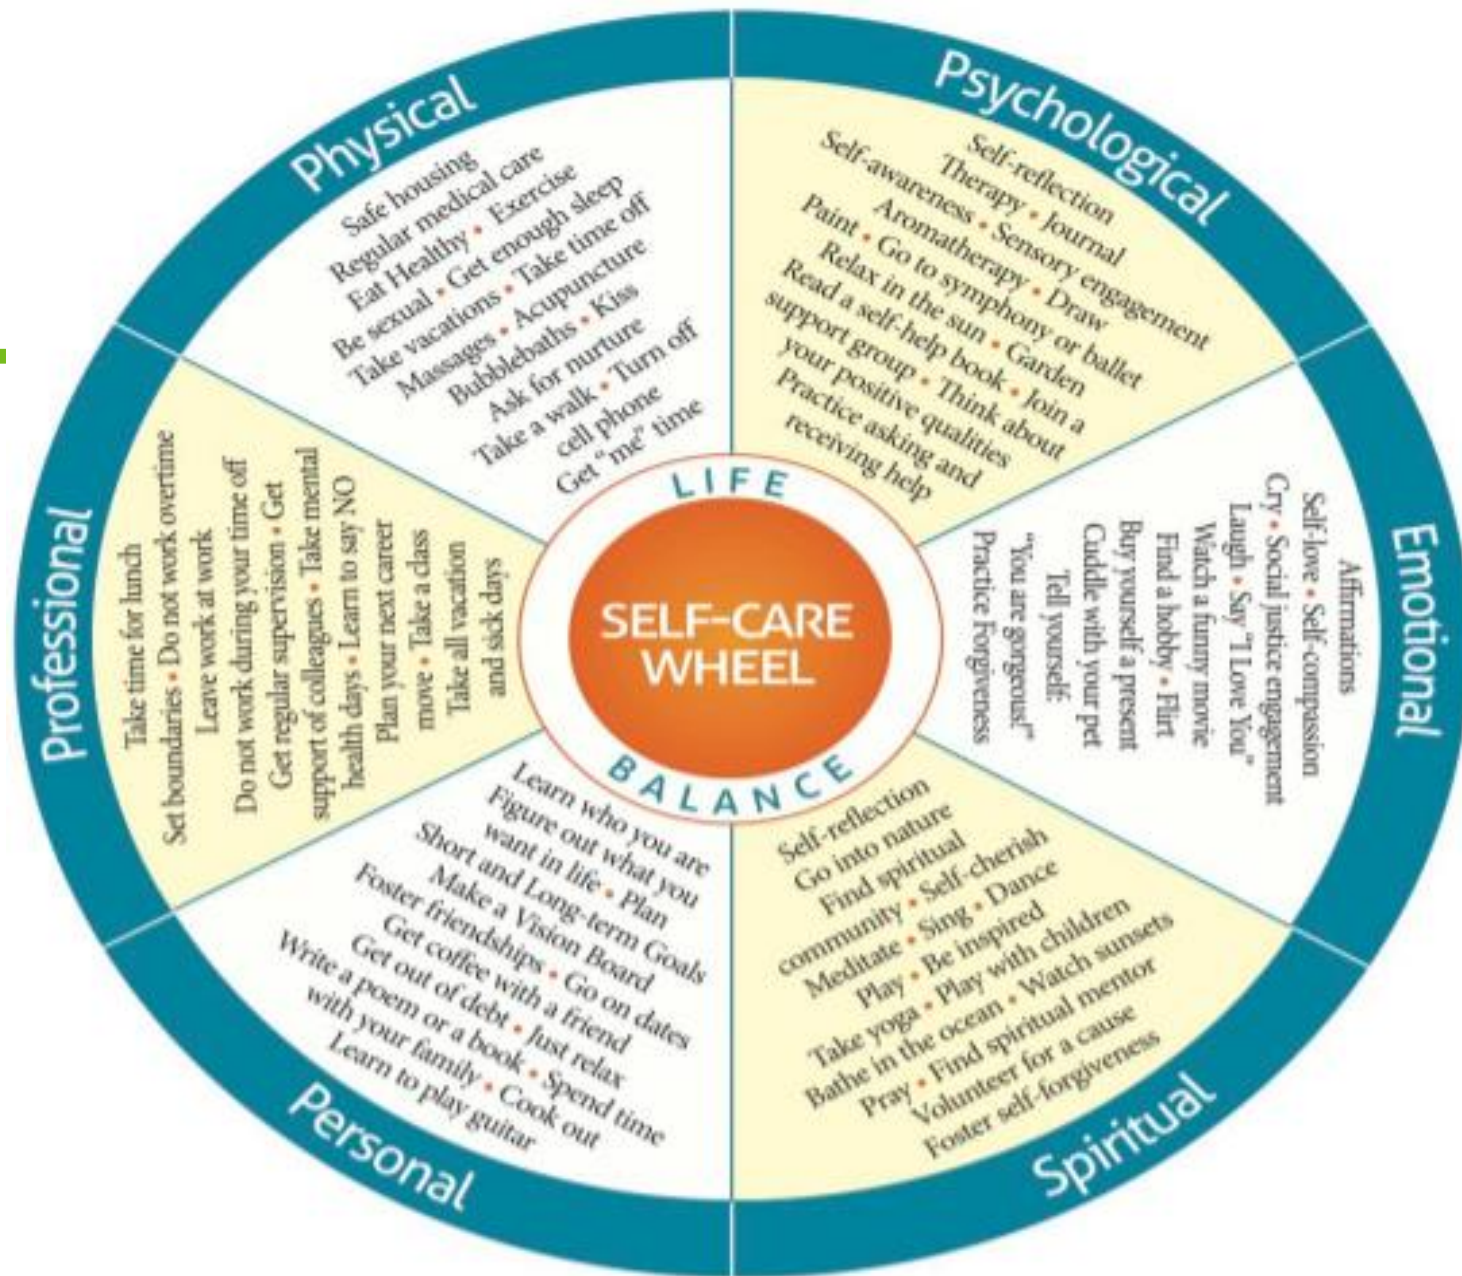 Physical
Safe housing
Regular medical care
Eat Healthy • Exercise
Be sexual • Get enough sleep
Take vacations • Take time off
Massages • Acupuncture
Bubblebaths • Kiss
Ask for nurture
Take a walk • Turn off
cell phone
Get "me" time
Psychological
Self-reflection
Therapy • Journal
Self-awareness • Sensory engagement
Aromatherapy • Draw
Paint • Go to symphony or ballet
Relax in the sun • Garden
Read a self-help book • Join a
support group • Think about
your positive qualities
Practice asking and
receiving help
Emotional
Affirmations
Self-love • Self-compassion
Cry • Social justice engagement
Laugh • Say "I Love You"
Watch a funny movie
Find a hobby • Flirt
Buy yourself a present
Cuddle with your pet
Tell yourself:
"You are gorgeous!"
Practice Forgiveness
Spiritual
Self-reflection
Go into nature
Find spiritual
community • Self-cherish
Meditate • Sing • Dance
Play • Be inspired
Take yoga • Play with children
Bathe in the ocean • Watch sunsets
Pray • Find spiritual mentor
Volunteer for a cause
Foster self-forgiveness
Personal
Learn who you are
Figure out what you
want in life • Plan
Short and Long-term Goals
Make a Vision Board
Foster friendships • Go on dates
Get coffee with a friend
Get out of debt • Just relax
Write a poem or a book • Spend time
with your family • Cook out
Learn to play guitar
Professional
Take time for lunch
Set boundaries • Do not work overtime
Leave work at work
Do not work during your time off
Get regular supervision • Get
support of colleagues • Take mental
health days • Learn to say NO
Plan your next career
move • Take a class
Take all vacation
and sick days
LIFE
SELF-CARE
WHEEL
BALANCE